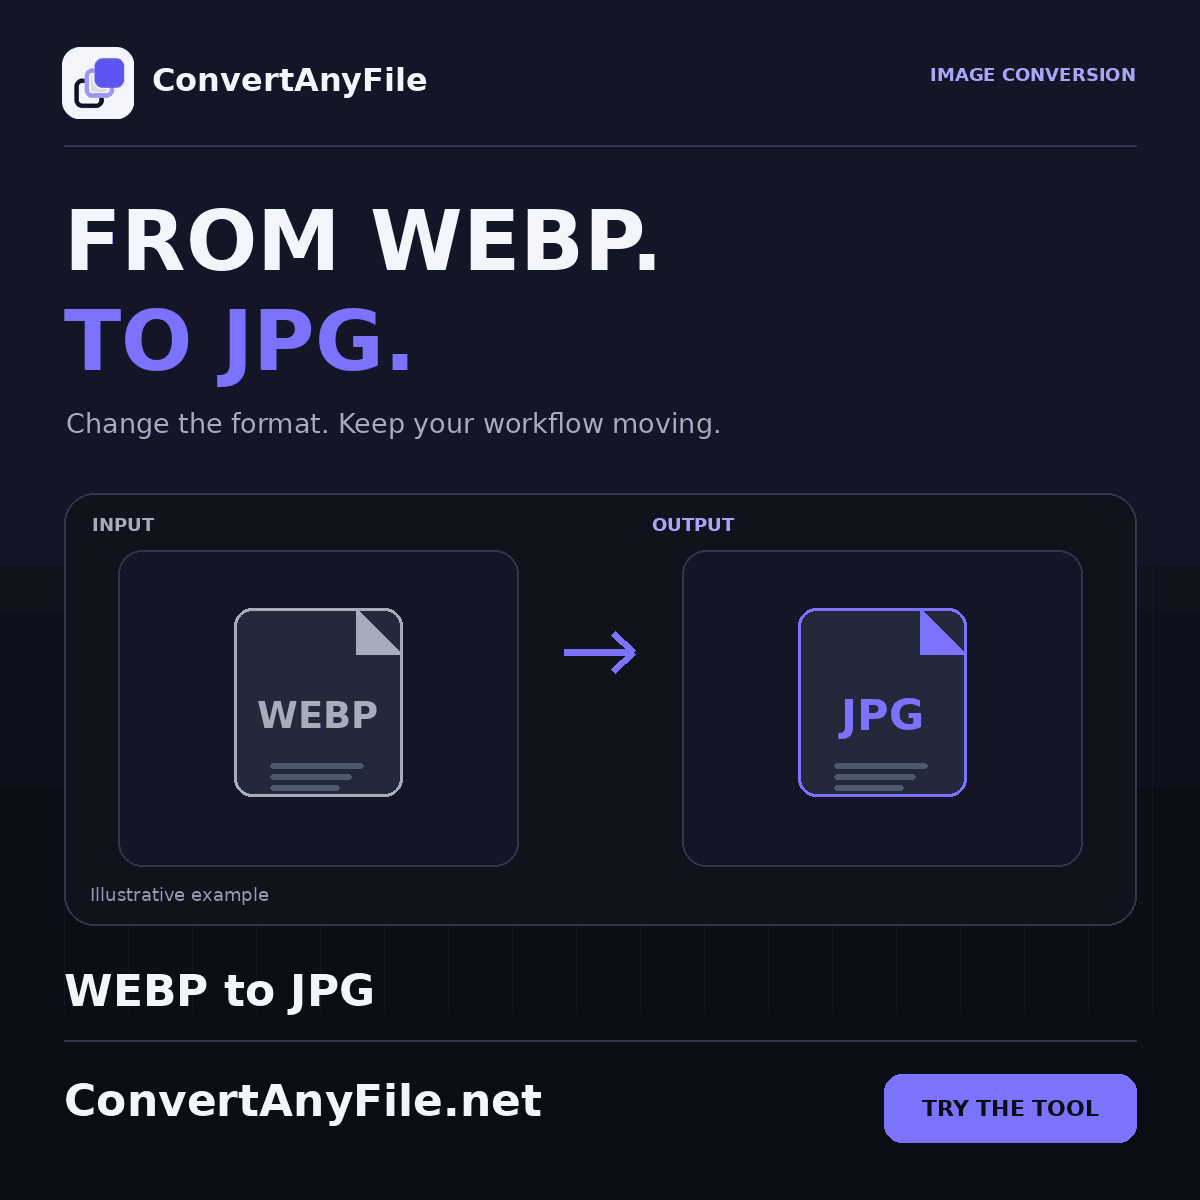 ConvertAnyFile
IMAGE CONVERSION
FROM WEBP.
TO JPG.
Change the format. Keep your workflow moving.
INPUT
OUTPUT
WEBP
JPG
Illustrative example
WEBP to JPG
ConvertAnyFile.net
TRY THE TOOL